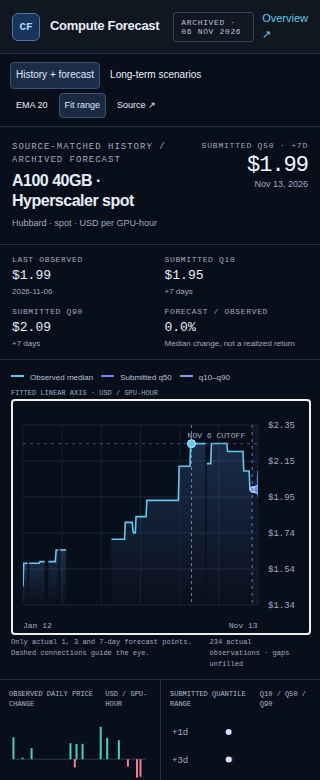 CF Compute Forecast
ARCHIVED ·
06 NOV 2026
Overview
↗
History + forecast Long-term scenarios
EMA 20 Fit range Source ↗
SOURCE-MATCHED HISTORY /
ARCHIVED FORECAST
A100 40GB ·
Hyperscaler spot
Hubbard · spot · USD per GPU-hour
SUBMITTED Q50 · +7D
$1.99
Nov 13, 2026
LAST OBSERVED
$1.99
2026-11-06
SUBMITTED Q10
$1.95
+7 days
SUBMITTED Q90
$2.09
+7 days
FORECAST / OBSERVED
0.0%
Median change, not a realized return
Observed median Submitted q50 q10–q90
FITTED LINEAR AXIS · USD / GPU-HOUR
NOV 6 CUTOFF
$2.35
$2.15
$1.95
$1.74
$1.54
$1.34
Jan 12 Nov 13
Only actual 1, 3 and 7-day forecast points.
Dashed connections guide the eye.
234 actual
observations · gaps
unfilled
OBSERVED DAILY PRICE
CHANGE
USD / GPU-
HOUR
SUBMITTED QUANTILE
RANGE
Q10 / Q50 /
Q90
+1d
+3d